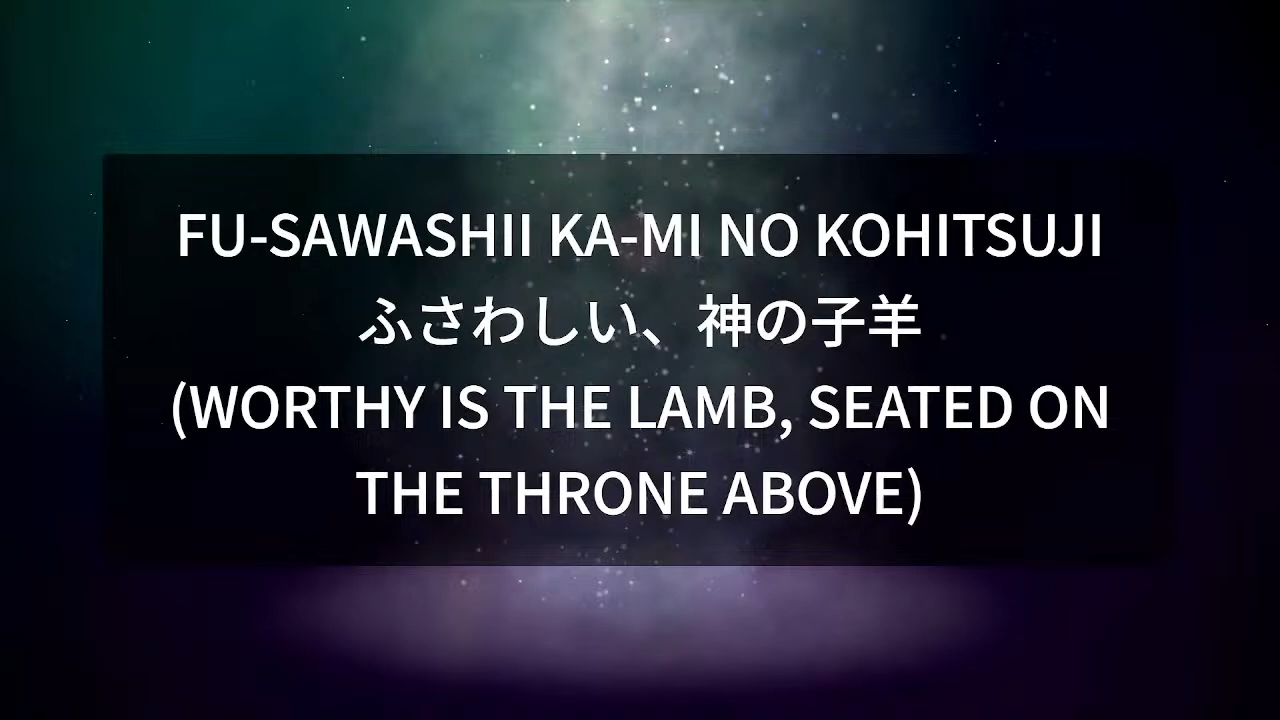 FU-SAWASHII KA-MI NO KOHITSUJI
ふさわしい、神の子羊
(WORTHY IS THE LAMB, SEATED ON
THE THRONE ABOVE)